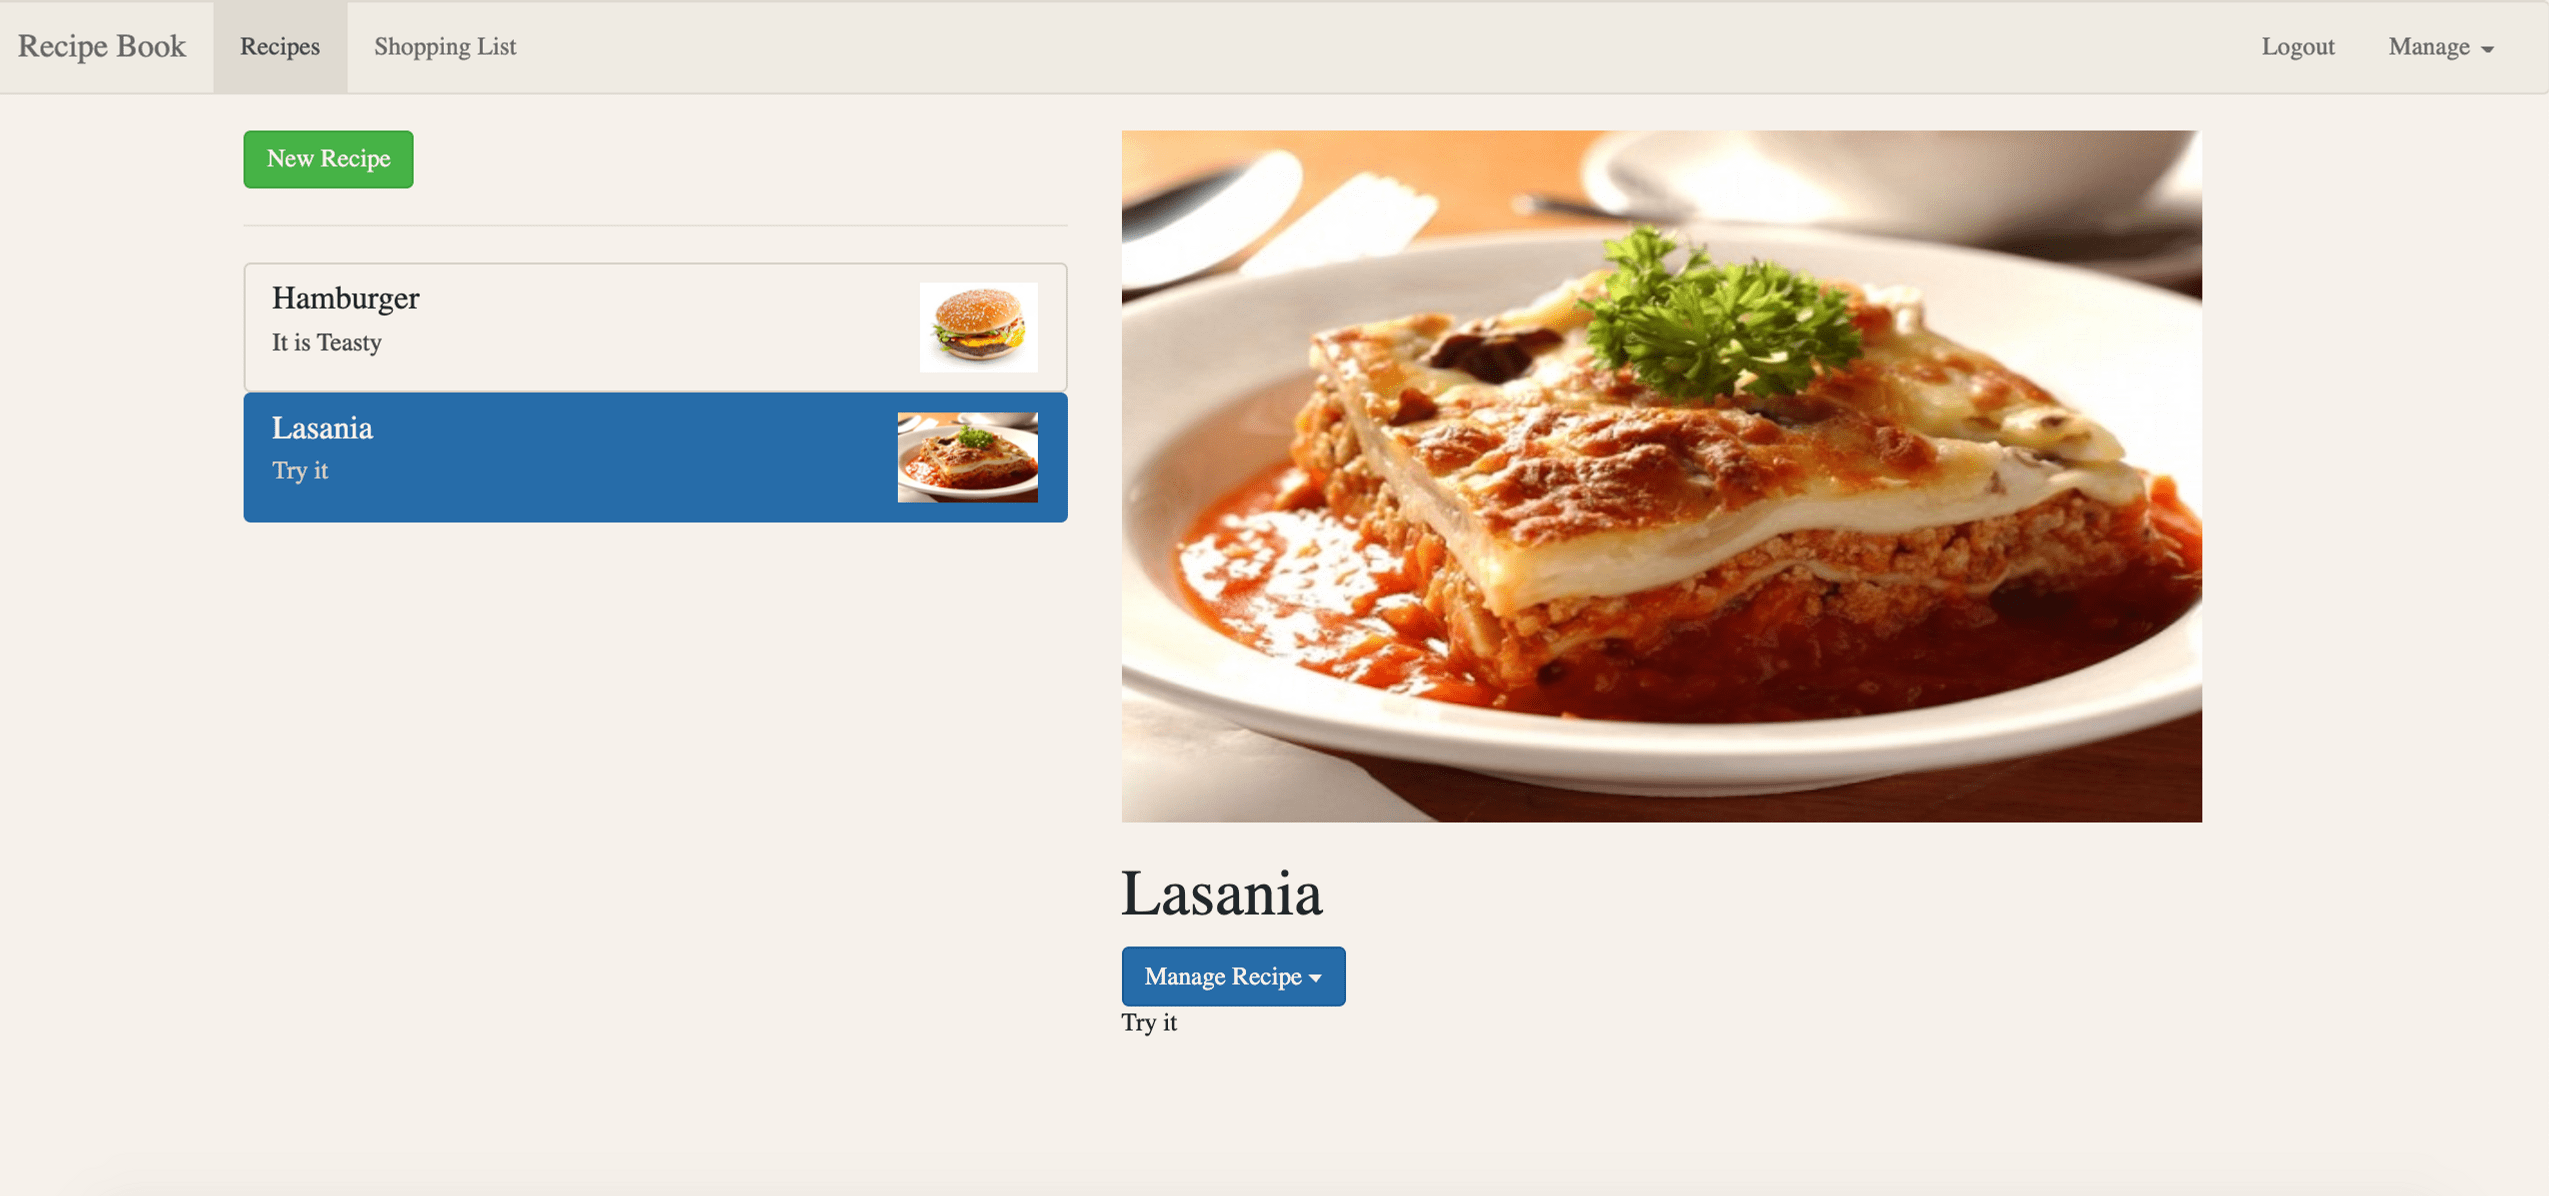 Recipe Book Recipes Shopping List Logout Manage
New Recipe
Hamburger
It is Teasty
Lasania
Try it
Lasania
Manage Recipe
Try it